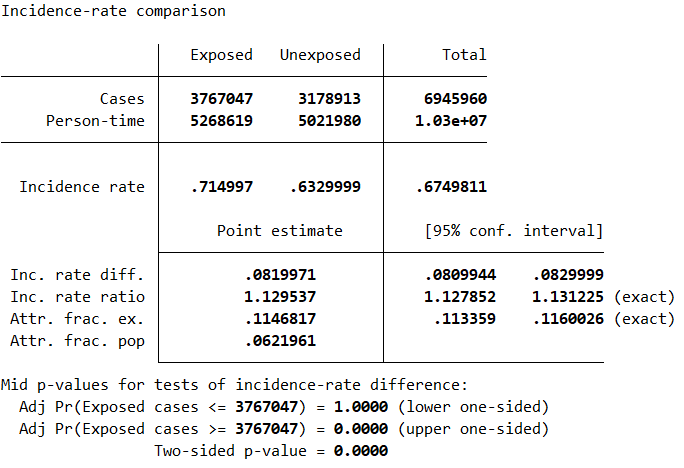 Incidence-rate comparison
Exposed Unexposed Total
Cases 3767047 3178913 6945960
Person-time 5268619 5021980 1.03e+07
Incidence rate .714997 .6329999 .6749811
Point estimate [95% conf. interval]
Inc. rate diff. .0819971 .0809944 .0829999
Inc. rate ratio 1.129537 1.127852 1.131225 (exact)
Attr. frac. ex. .1146817 .113359 .1160026 (exact)
Attr. frac. pop .0621961
Mid p-values for tests of incidence-rate difference:
Adj Pr(Exposed cases <= 3767047) = 1.0000 (lower one-sided)
Adj Pr(Exposed cases >= 3767047) = 0.0000 (upper one-sided)
Two-sided p-value = 0.0000